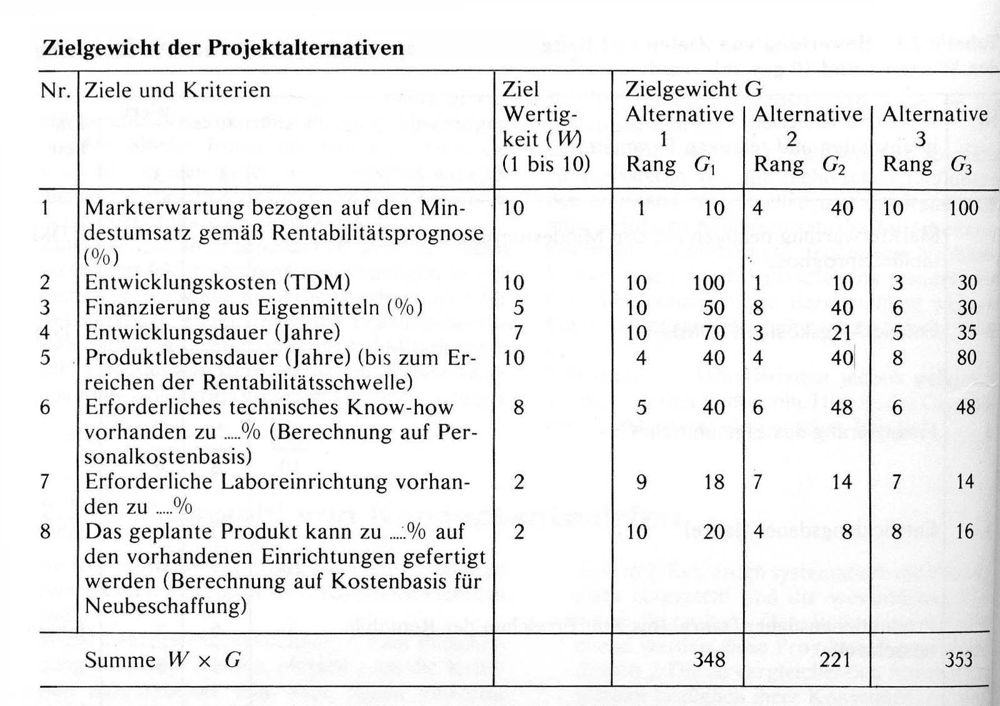 Zielgewicht der Projektalternativen
Nr. Ziele und Kriterien Ziel Zielgewicht G
Wertig- Alternative Alternative Alternative
keit (W) 1 2 3
(1 bis 10) Rang G₁ Rang G₂ Rang G₃
1 Markterwartung bezogen auf den Min- 10 1 10 4 40 10 100
destumsatz gemäß Rentabilitätsprognose
(%)
2 Entwicklungskosten (TDM) 10 10 100 1 10 3 30
3 Finanzierung aus Eigenmitteln (%) 5 10 50 8 40 6 30
4 Entwicklungsdauer (Jahre) 7 10 70 3 21 5 35
5 Produktlebensdauer (Jahre) (bis zum Er- 10 4 40 4 40 8 80
reichen der Rentabilitätsschwelle)
6 Erforderliches technisches Know-how 8 5 40 6 48 6 48
vorhanden zu .....% (Berechnung auf Per-
sonalkostenbasis)
7 Erforderliche Laboreinrichtung vorhan- 2 9 18 7 14 7 14
den zu .....%
8 Das geplante Produkt kann zu .....% auf 2 10 20 4 8 8 16
den vorhandenen Einrichtungen gefertigt
werden (Berechnung auf Kostenbasis für
Neubeschaffung)
Summe W × G 348 221 353